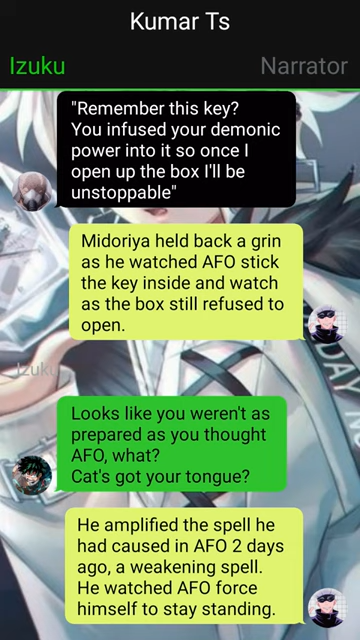 Kumar Ts
Izuku
Narrator
"Remember this key?
You infused your demonic
power into it so once I
open up the box I'll be
unstoppable"
Midoriya held back a grin
as he watched AFO stick
the key inside and watch
as the box still refused to
open.
Izuku
Looks like you weren't as
prepared as you thought
AFO, what?
Cat's got your tongue?
He amplified the spell he
had caused in AFO 2 days
ago, a weakening spell.
He watched AFO force
himself to stay standing.